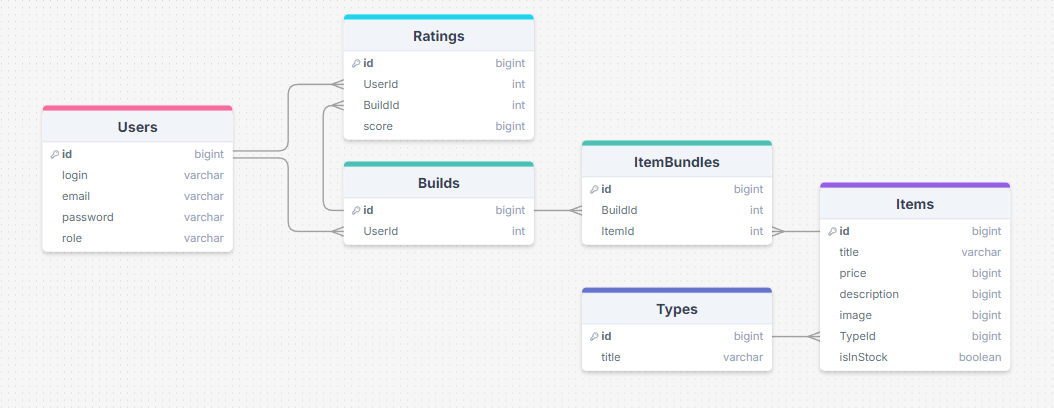 Ratings
id bigint
UserId int
BuildId int
score bigint
Users
id bigint
login varchar
email varchar
password varchar
role varchar
Builds
id bigint
UserId int
ItemBundles
id bigint
BuildId int
ItemId int
Items
id bigint
title varchar
price bigint
description bigint
image bigint
TypeId bigint
isInStock boolean
Types
id bigint
title varchar